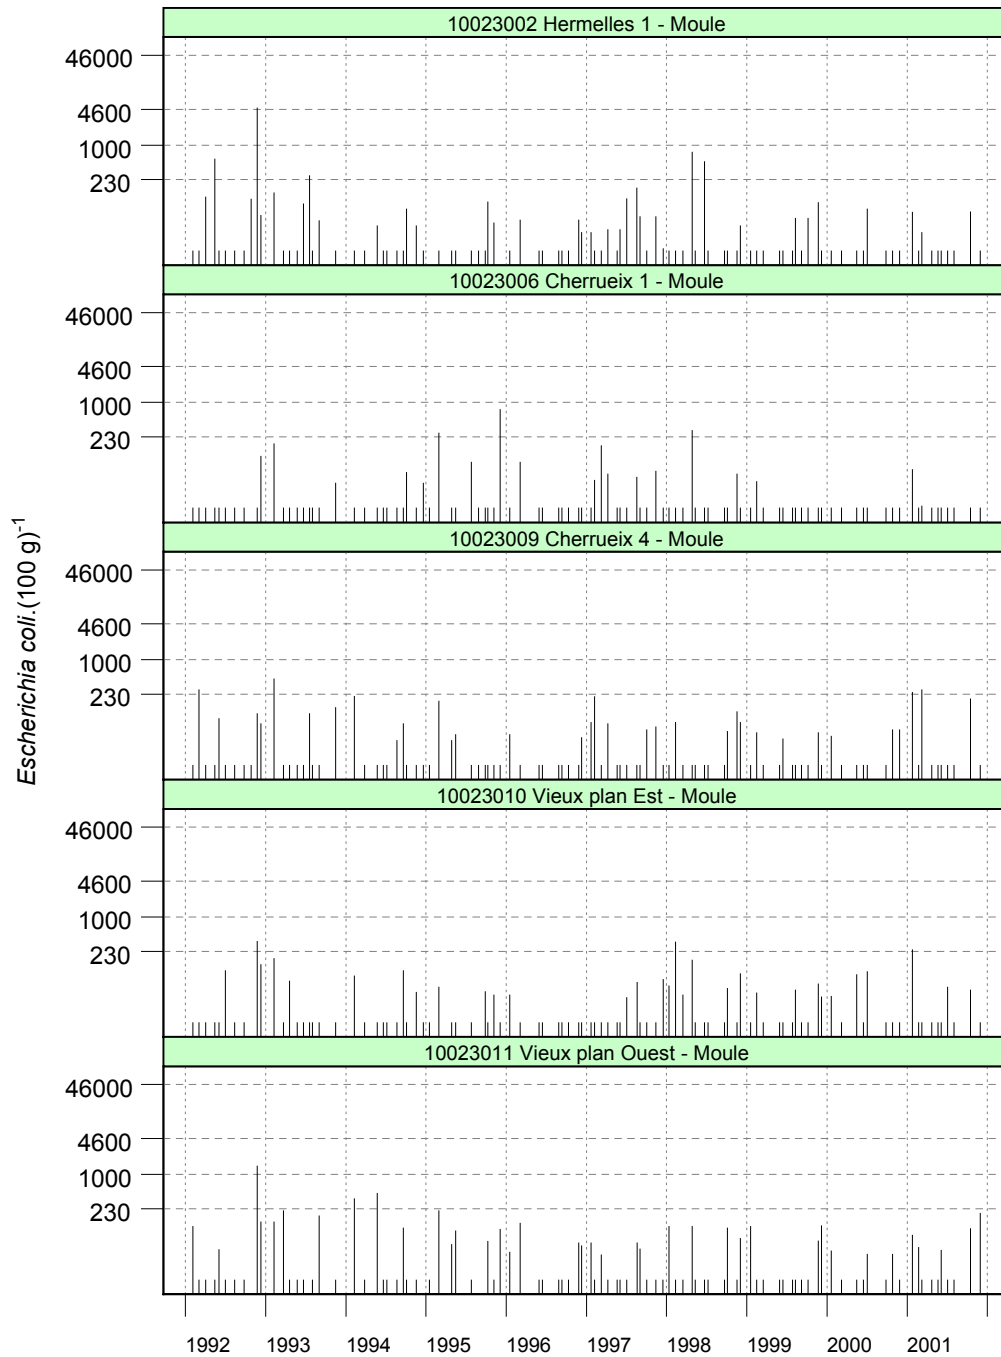 10023002 Hermelles 1 - Moule
46000
4600
1000
230
10023006 Cherrueix 1 - Moule
46000
4600
1000
230
10023009 Cherrueix 4 - Moule
46000
4600
1000
230
10023010 Vieux plan Est - Moule
46000
4600
1000
230
10023011 Vieux plan Ouest - Moule
46000
4600
1000
230
Escherichia coli.(100 g)⁻¹
1992 1993 1994 1995 1996 1997 1998 1999 2000 2001